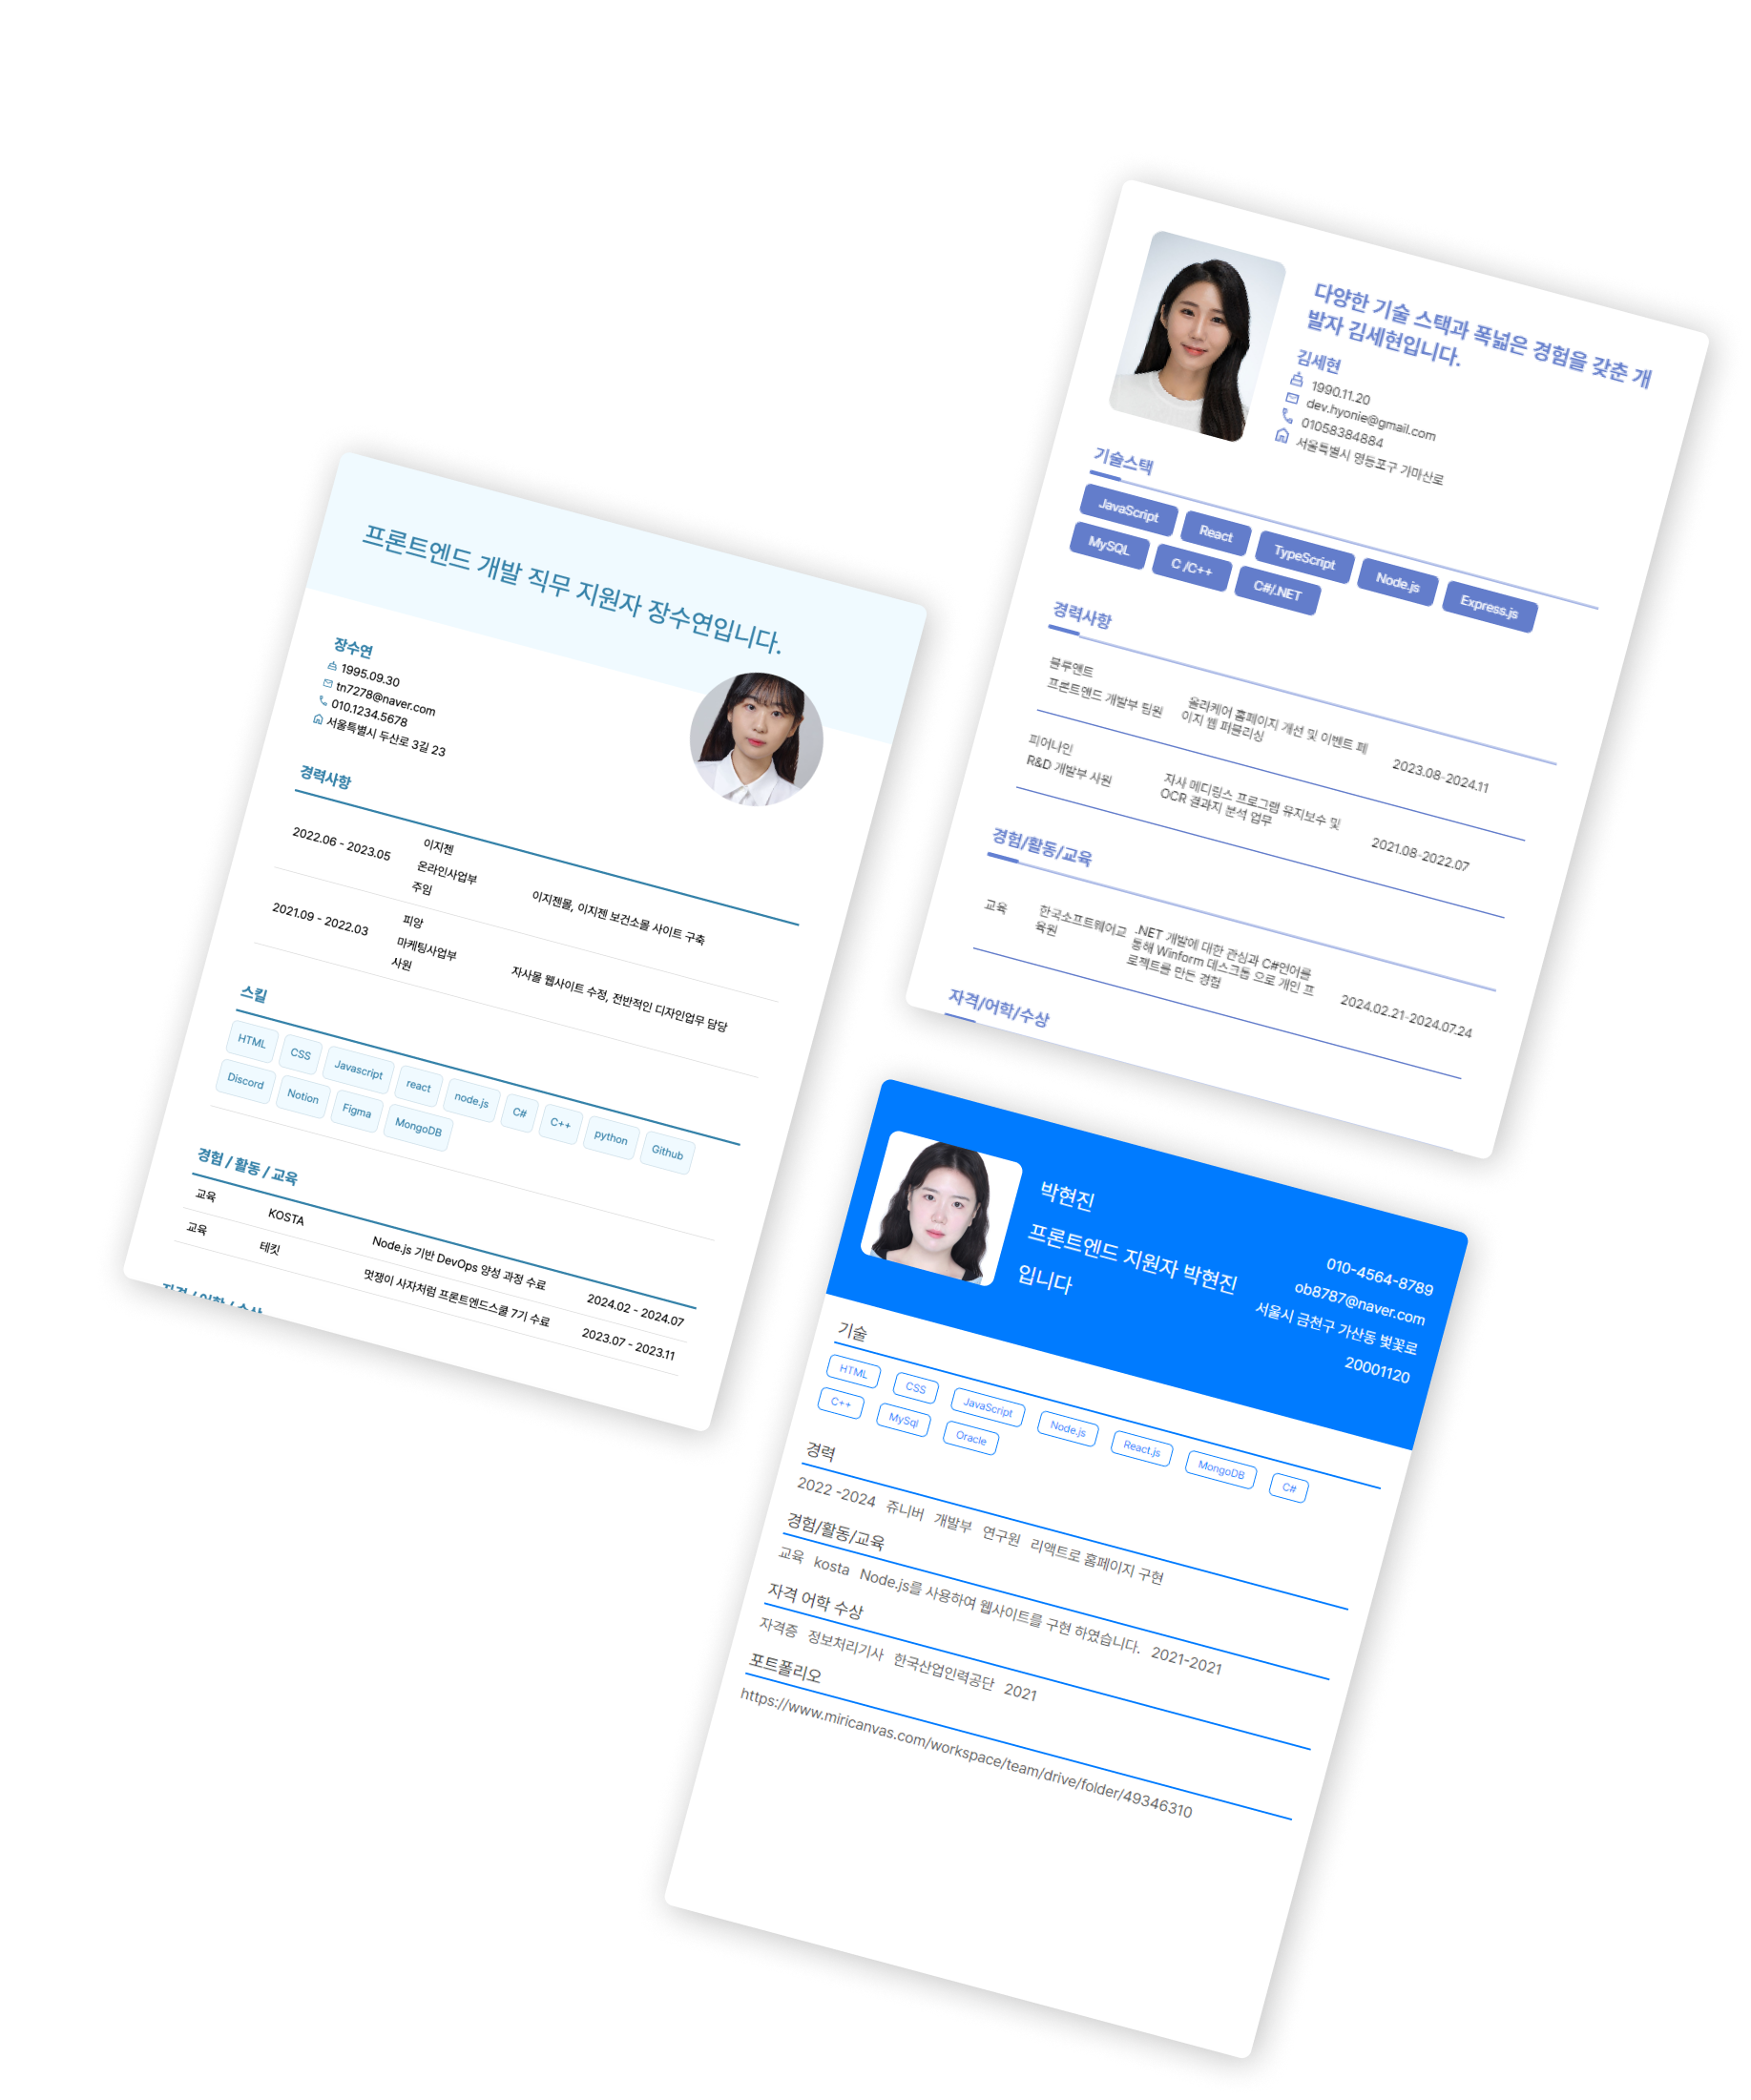 프론트엔드 개발 직무 지원자 장수연입니다.
장수연
1995.09.30
tn7278@naver.com
010.1234.5678
서울특별시 두산로 3길 23
경력사항
2022.06 - 2023.05
이지젠
온라인사업부
주임
이지젠몰, 이지젠 보건소몰 사이트 구축
2021.09 - 2022.03
피앙
마케팅사업부
사원
자사몰 웹사이트 수정, 전반적인 디자인업무 담당
스킬
HTML CSS Javascript react node.js C# C++ python Github
Discord Notion Figma MongoDB
경험 / 활동 / 교육
교육 KOSTA Node.js 기반 DevOps 양성 과정 수료 2024.02 - 2024.07
교육 테킷 멋쟁이 사자처럼 프론트엔드스쿨 7기 수료 2023.07 - 2023.11
자격 / 어학 / 수상
다양한 기술 스택과 폭넓은 경험을 갖춘 개
발자 김세현입니다.
김세현
1990.11.20
dev.hyonie@gmail.com
01058384884
서울특별시 영등포구 가마산로
기술스택
JavaScript React TypeScript Node.js Express.js
MySQL C /C++ C#/.NET
경력사항
블루앤트
프론트앤드 개발부 팀원
올라케어 홈페이지 개선 및 이벤트 페
이지 웹 퍼블리싱
2023.08-2024.11
피어나인
R&D 개발부 사원
자사 메디링스 프로그램 유지보수 및
OCR 결과지 분석 업무
2021.08-2022.07
경험/활동/교육
교육
한국소프트웨어교
육원
.NET 개발에 대한 관심과 C#언어를
통해 Winform 데스크톱 으로 개인 프
로젝트를 만든 경험
2024.02.21-2024.07.24
자격/어학/수상
박현진
프론트엔드 지원자 박현진
입니다
010-4564-8789
ob8787@naver.com
서울시 금천구 가산동 벚꽃로
20001120
기술
HTML CSS JavaScript Node.js React.js MongoDB C#
C++ MySql Oracle
경력
2022 -2024 쥬니버 개발부 연구원 리액트로 홈페이지 구현
경험/활동/교육
교육 kosta Node.js를 사용하여 웹사이트를 구현 하였습니다. 2021-2021
자격 어학 수상
자격증 정보처리기사 한국산업인력공단 2021
포트폴리오
https://www.miricanvas.com/workspace/team/drive/folder/49346310